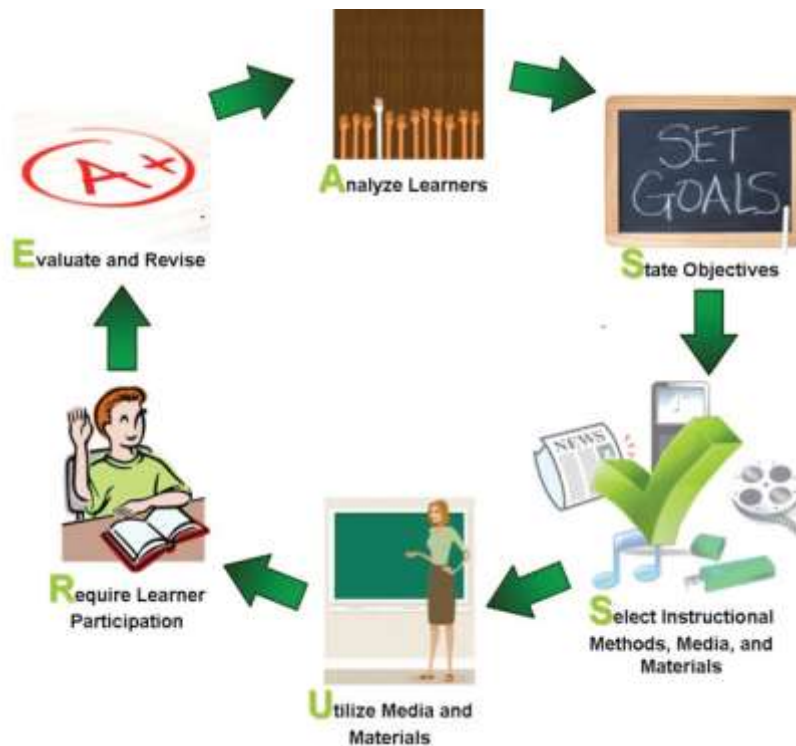 Analyze Learners
SET
GOALS
State Objectives
NEWS
Select Instructional
Methods, Media, and
Materials
Utilize Media and
Materials
Require Learner
Participation
A+
Evaluate and Revise